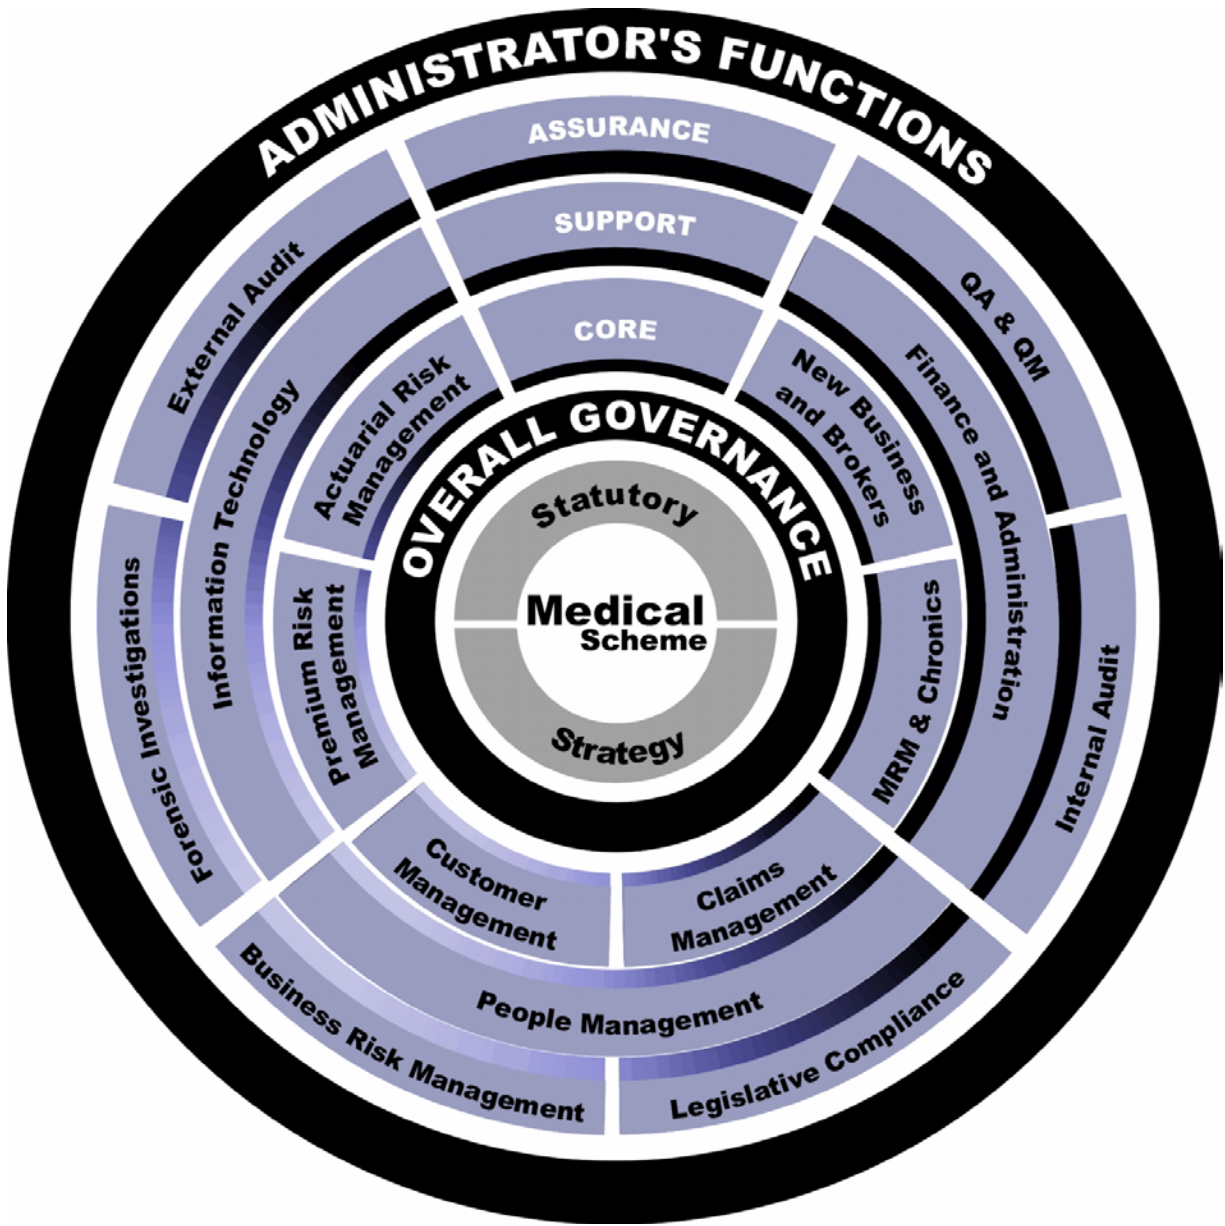 ADMINISTRATOR'S FUNCTIONS
ASSURANCE
QA & QM
Internal Audit
Legislative Compliance
Business Risk Management
Forensic Investigations
External Audit
SUPPORT
Finance and Administration
People Management
Information Technology
CORE
New Business
and Brokers
MRM & Chronics
Claims
Management
Customer
Management
Premium Risk
Management
Actuarial Risk
Management
OVERALL GOVERNANCE
Statutory
Medical
Scheme
Strategy